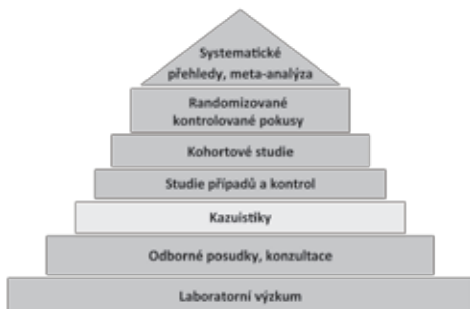 Systematické
přehledy, meta-analýza
Randomizované
kontrolované pokusy
Kohortové studie
Studie případů a kontrol
Kazuistiky
Odborné posudky, konzultace
Laboratorní výzkum